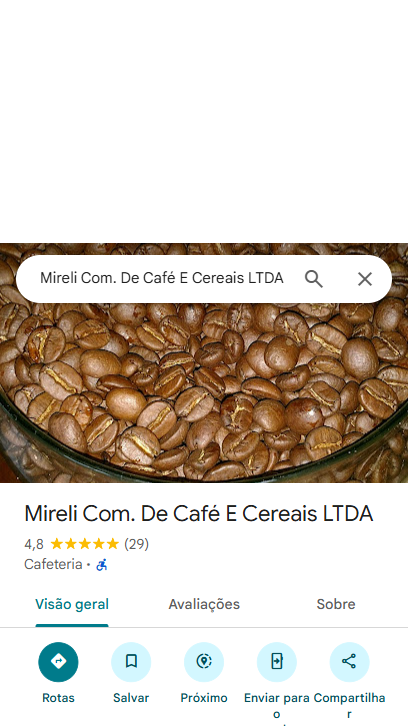 Mireli Com. De Café E Cereais LTDA
Mireli Com. De Café E Cereais LTDA
4,8 ★★★★★ (29)
Cafeteria ·
Visão geral Avaliações Sobre
Rotas Salvar Próximo Enviar para o Compartilhar